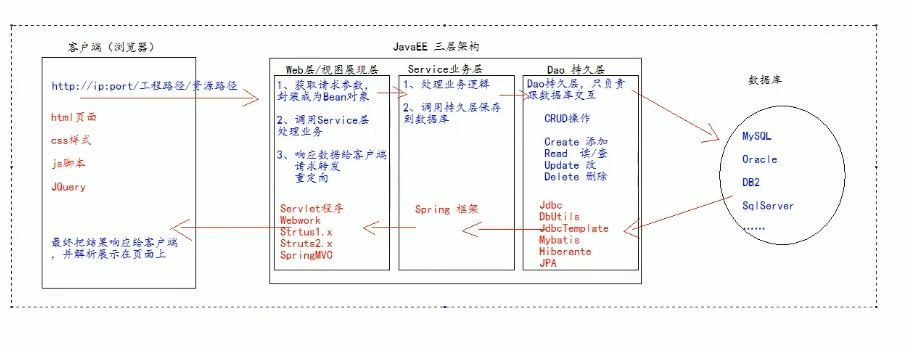 客户端（浏览器）
http://ip:port/工程路径/资源路径
html页面
css样式
js脚本
JQuery
最终把结果响应给客户端
，并解析展示在页面上
JavaEE 三层架构
Web层/视图展现层
1、获取请求参数，
封装成为Bean对象
2、调用Service层
处理业务
3、响应数据给客户端
请求转发
重定向
Servlet程序
Webwork
Strtus1.x
Struts2.x
SpringMVC
Service业务层
1、处理业务逻辑
2、调用持久层保存
到数据库
Spring 框架
Dao 持久层
Dao持久层，只负责
跟数据库交互
CRUD操作
Create 添加
Read 读/查
Update 改
Delete 删除
Jdbc
DbUtils
JdbcTemplate
Mybatis
Hiberante
JPA
数据库
MySQL
Oracle
DB2
SqlServer
......